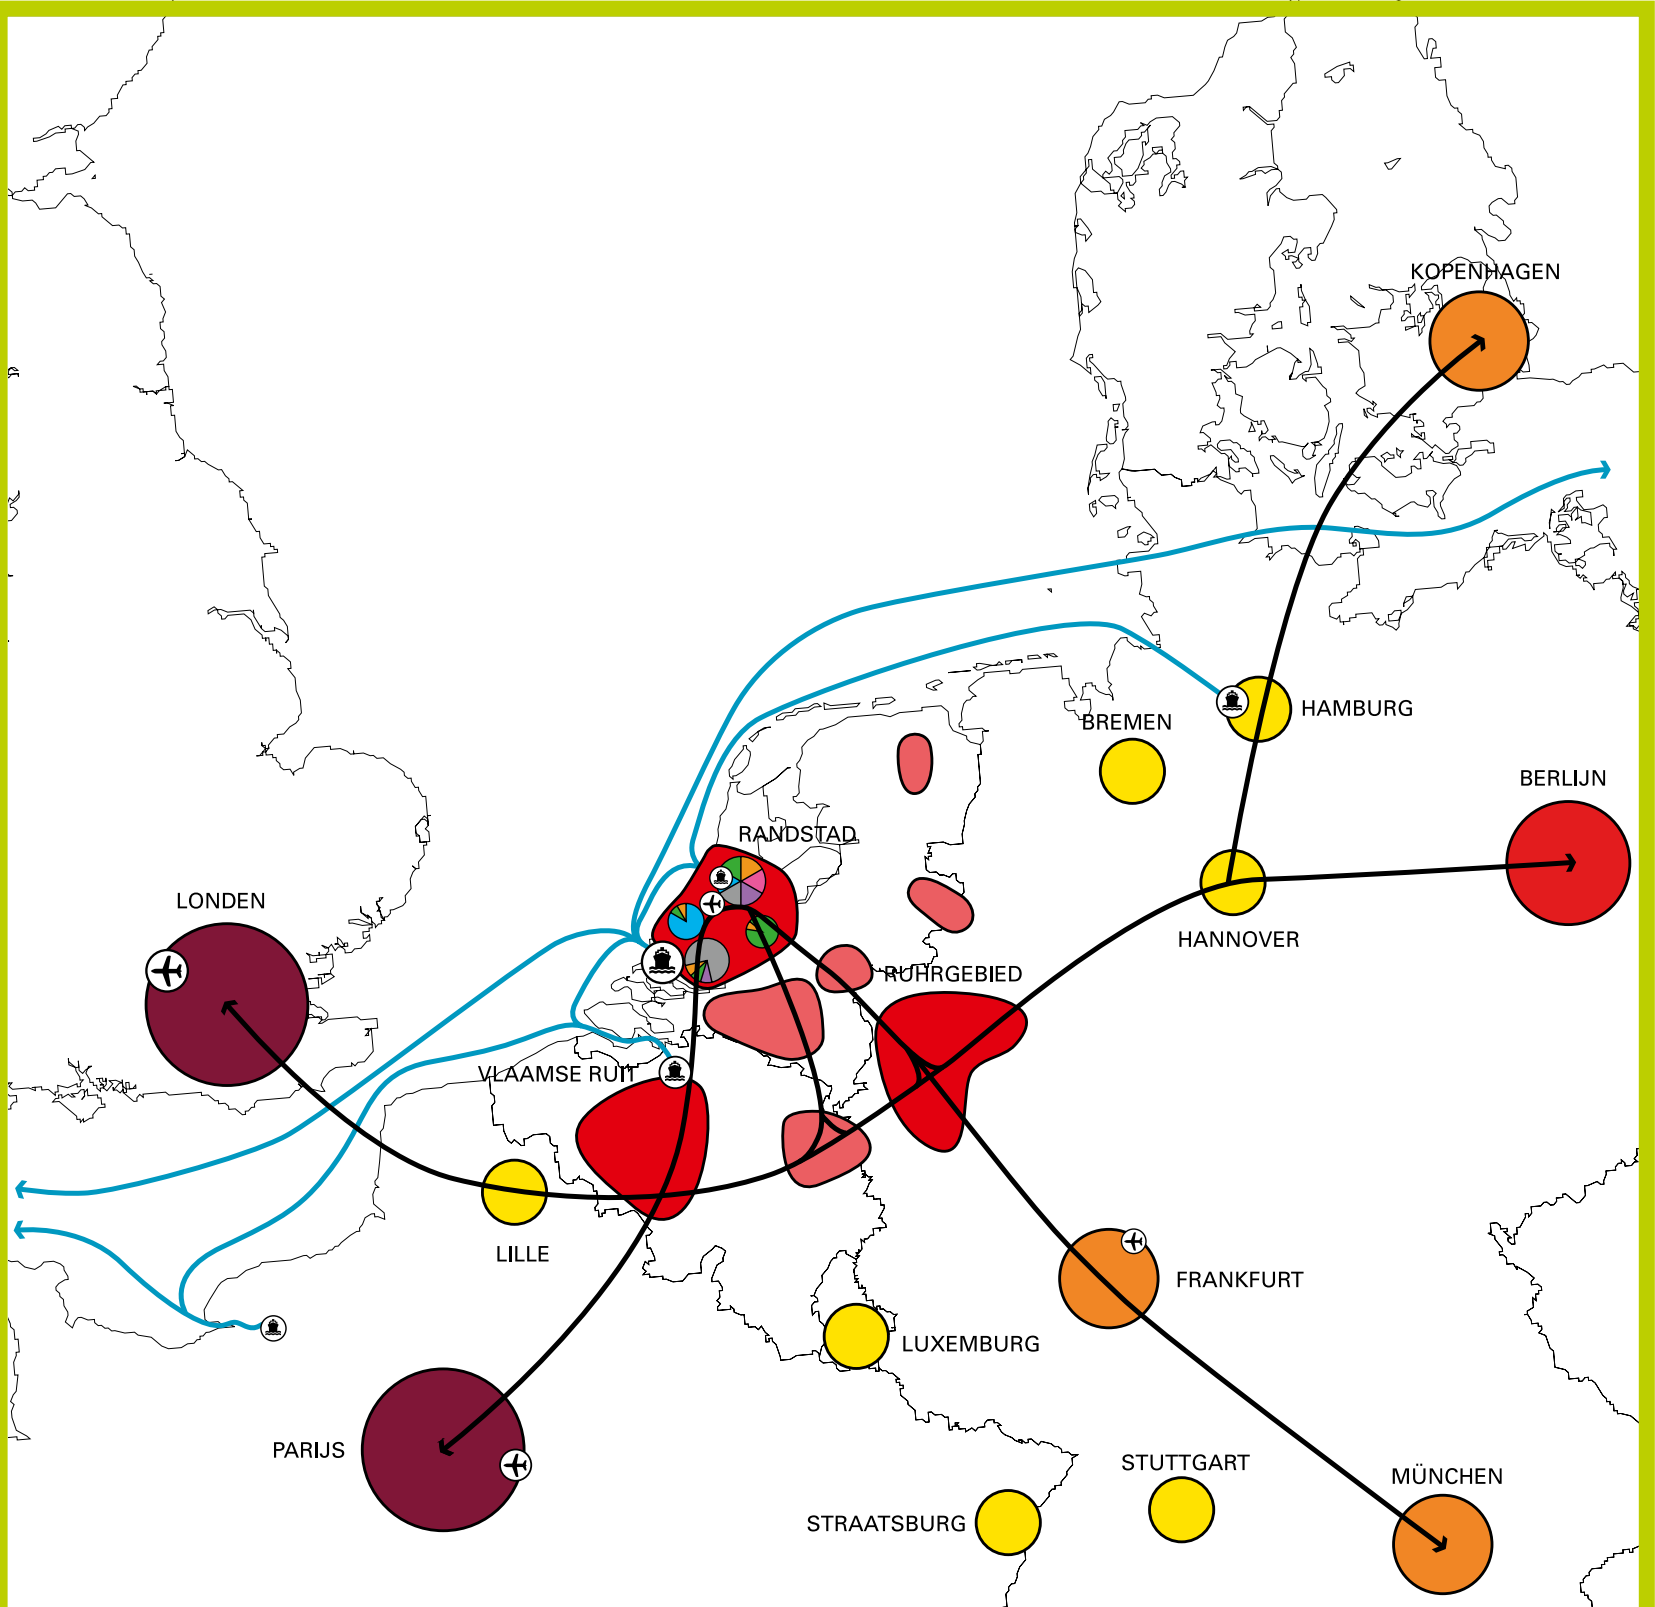 KOPENHAGEN
HAMBURG
BREMEN
BERLIJN
RANDSTAD
LONDEN
HANNOVER
RUHRGEBIED
VLAAMSE RUIT
LILLE
FRANKFURT
LUXEMBURG
PARIJS
STUTTGART
MÜNCHEN
STRAATSBURG